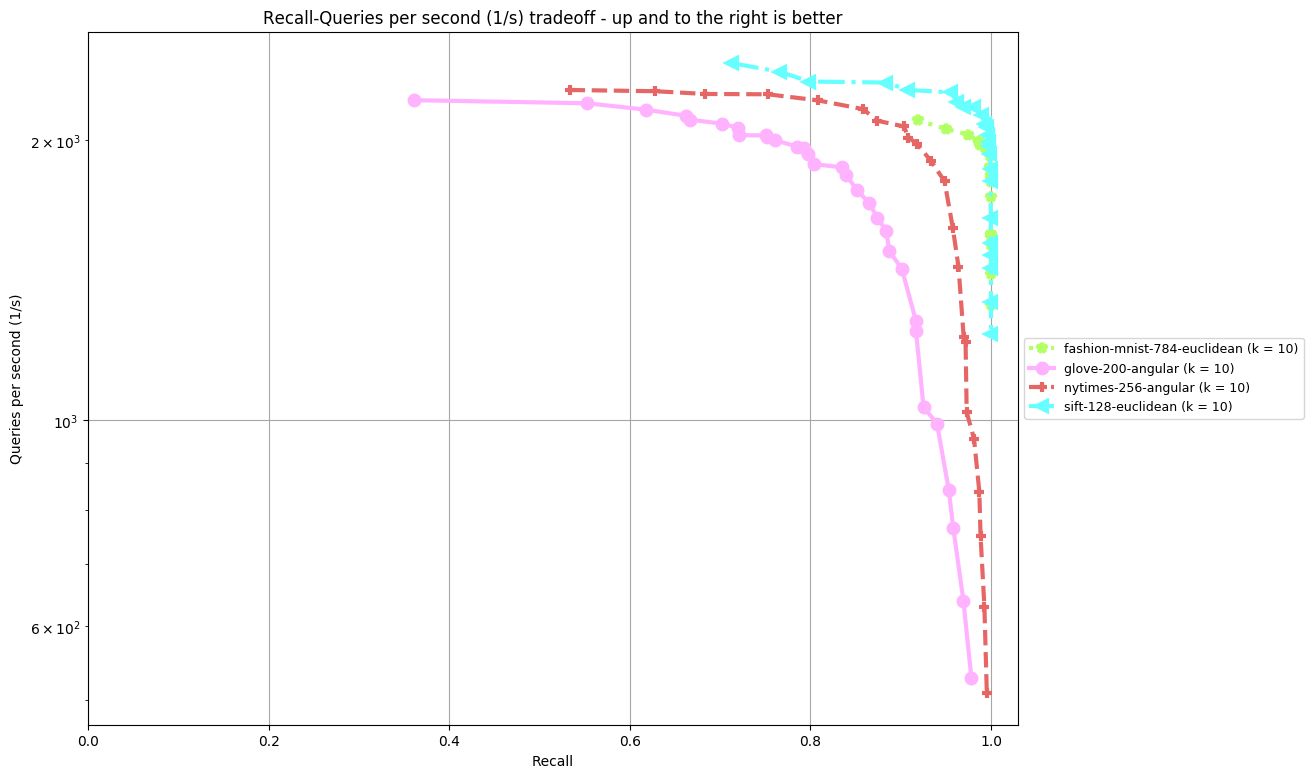 Recall-Queries per second (1/s) tradeoff - up and to the right is better
Queries per second (1/s)
2 × 10³
10³
6 × 10²
0.0 0.2 0.4 0.6 0.8 1.0
Recall
fashion-mnist-784-euclidean (k = 10)
glove-200-angular (k = 10)
nytimes-256-angular (k = 10)
sift-128-euclidean (k = 10)